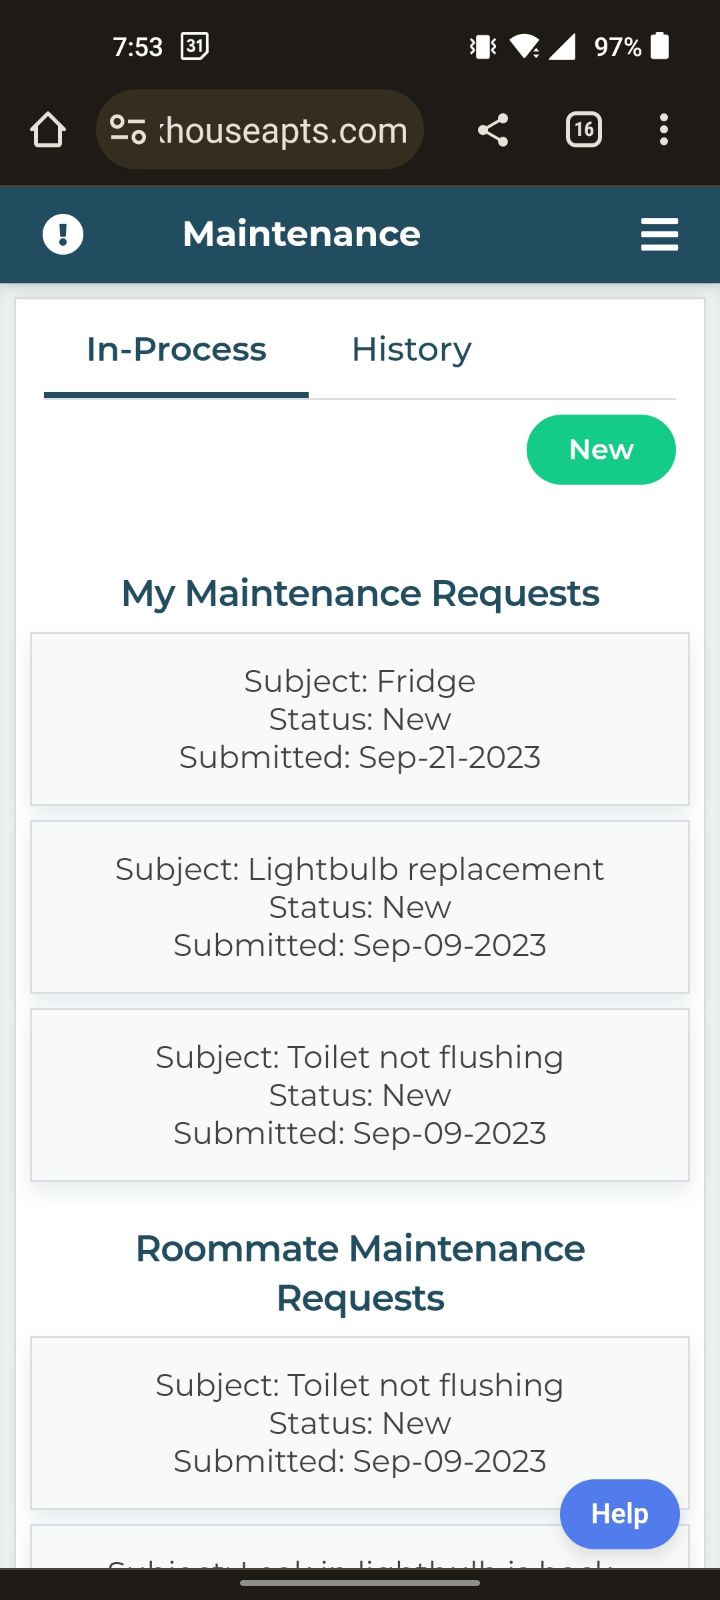 7:53 31 97%
khouseapts.com 16
Maintenance
In-Process History
New
My Maintenance Requests
Subject: Fridge
Status: New
Submitted: Sep-21-2023
Subject: Lightbulb replacement
Status: New
Submitted: Sep-09-2023
Subject: Toilet not flushing
Status: New
Submitted: Sep-09-2023
Roommate Maintenance
Requests
Subject: Toilet not flushing
Status: New
Submitted: Sep-09-2023
Help